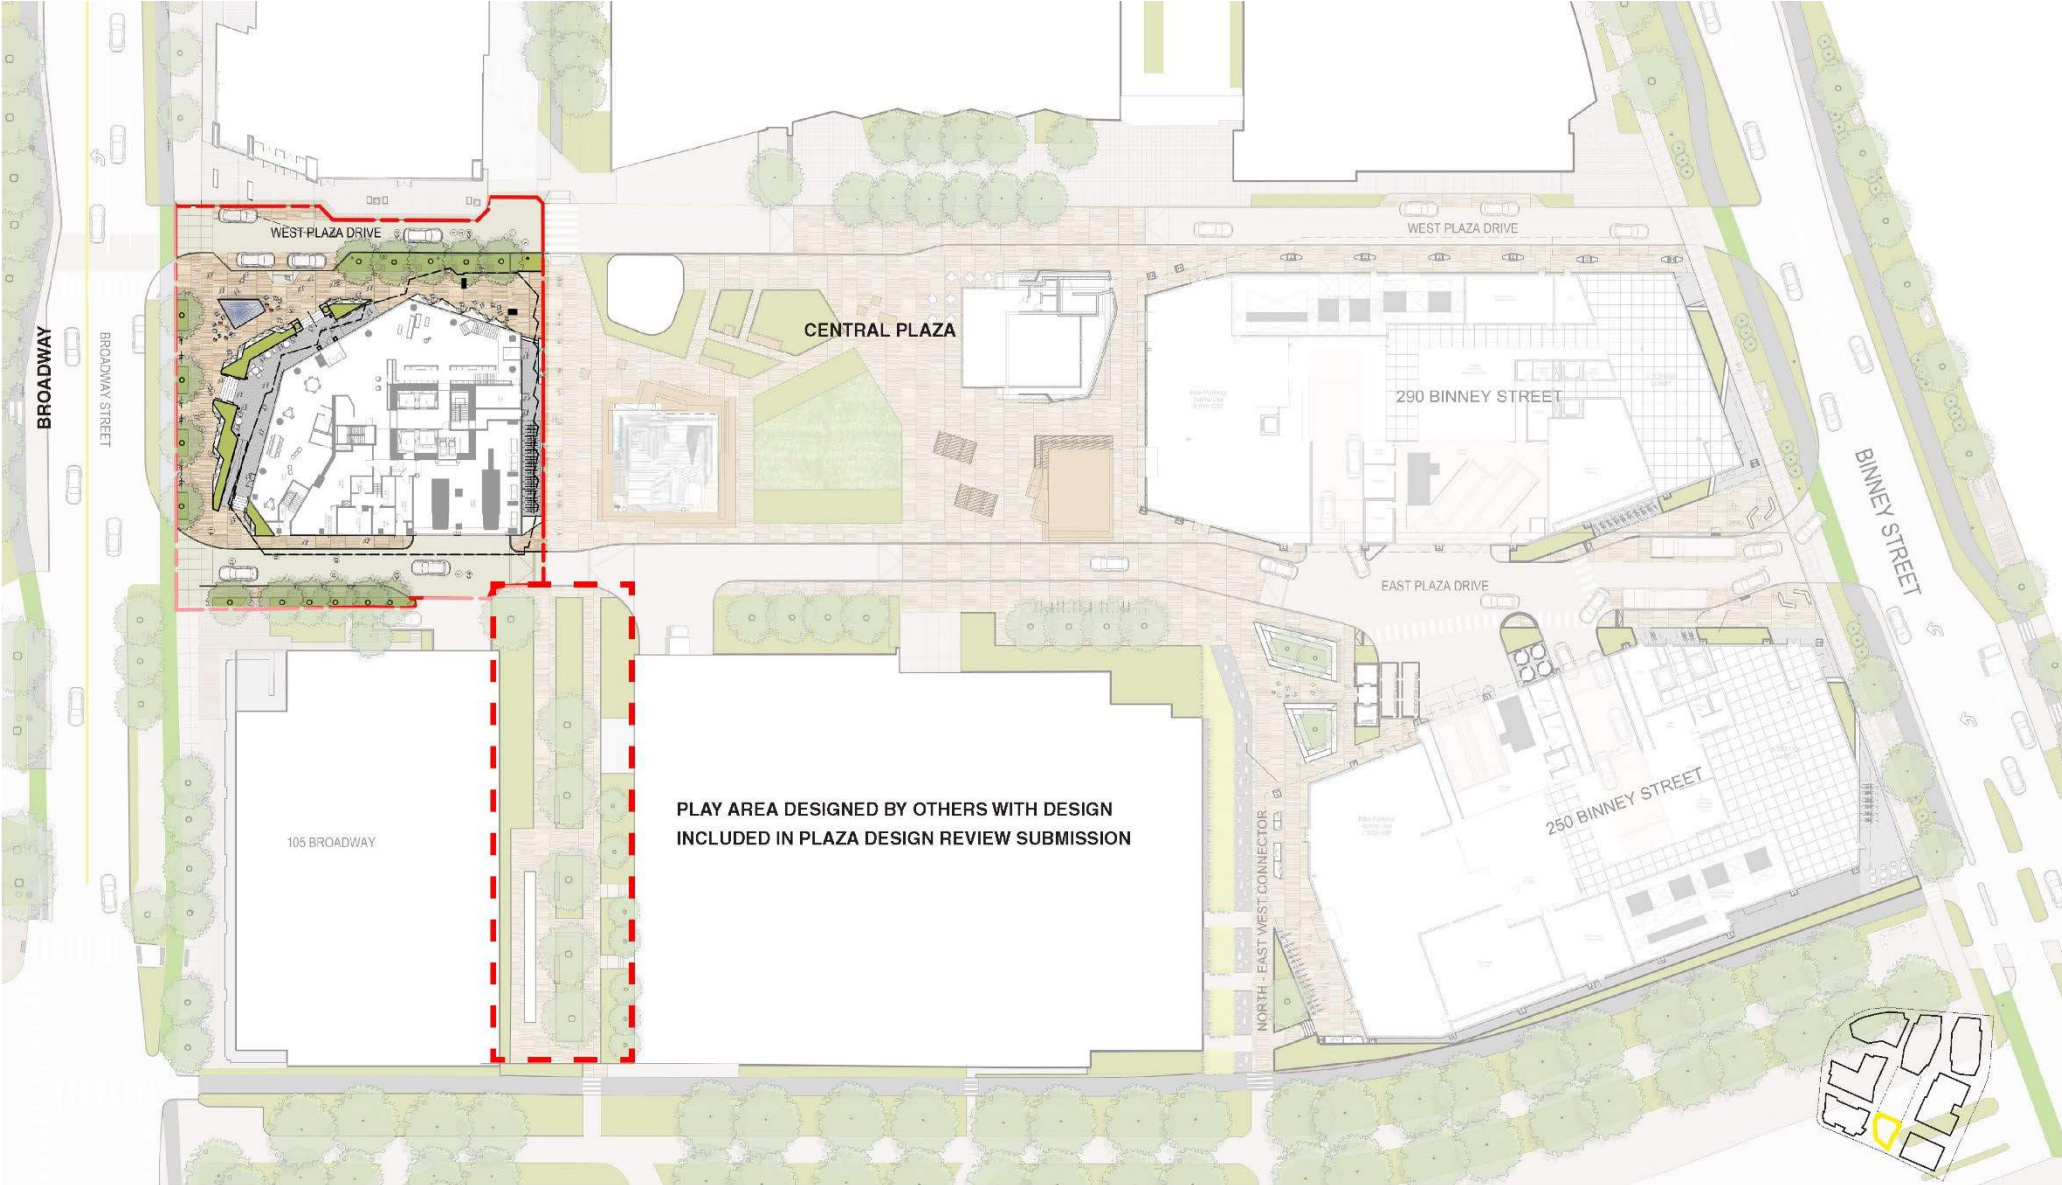 WEST PLAZA DRIVE
WEST PLAZA DRIVE
CENTRAL PLAZA
BROADWAY
BROADWAY STREET
290 BINNEY STREET
BINNEY STREET
EAST PLAZA DRIVE
PLAY AREA DESIGNED BY OTHERS WITH DESIGN
INCLUDED IN PLAZA DESIGN REVIEW SUBMISSION
105 BROADWAY
250 BINNEY STREET
NORTH - EAST WEST CONNECTOR